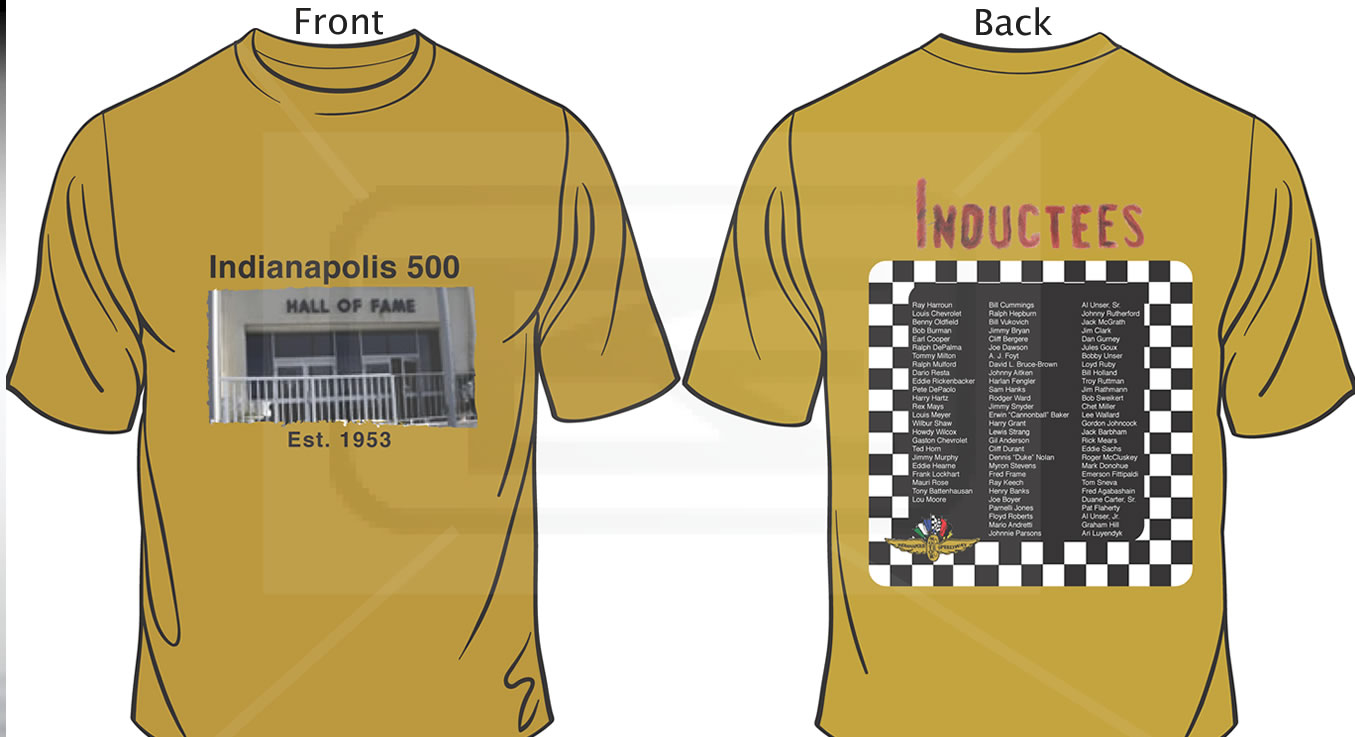 Front
Indianapolis 500
HALL OF FAME
Est. 1953
Back
INDUCTEES
Ray Harroun
Louis Chevrolet
Benny Oldfield
Bob Burman
Earl Cooper
Ralph DePalma
Tommy Milton
Ralph Mulford
Dario Resta
Eddie Rickenbacker
Pete DePaolo
Harry Hartz
Rex Mays
Louis Meyer
Wilbur Shaw
Howdy Wilcox
Gaston Chevrolet
Ted Horn
Jimmy Murphy
Eddie Hearne
Frank Lockhart
Mauri Rose
Tony Battenhausan
Lou Moore
Bill Cummings
Ralph Hepburn
Bill Vukovich
Jimmy Bryan
Cliff Bergere
Joe Dawson
A. J. Foyt
David L. Bruce-Brown
Johnny Aitken
Harlan Fengler
Sam Hanks
Rodger Ward
Jimmy Snyder
Erwin "Cannonball" Baker
Harry Grant
Lewis Strang
Gil Anderson
Cliff Durant
Dennis "Duke" Nolan
Myron Stevens
Fred Frame
Ray Keech
Henry Banks
Joe Boyer
Parnelli Jones
Floyd Roberts
Mario Andretti
Johnnie Parsons
Al Unser, Sr.
Johnny Rutherford
Jack McGrath
Jim Clark
Dan Gurney
Jules Goux
Bobby Unser
Loyd Ruby
Bill Holland
Troy Ruttman
Jim Rathmann
Bob Sweikert
Chet Miller
Lee Wallard
Gordon Johncock
Jack Barbham
Rick Mears
Eddie Sachs
Roger McCluskey
Mark Donohue
Emerson Fittipaldi
Tom Sneva
Fred Agabashain
Duane Carter, Sr.
Pat Flaherty
Al Unser, Jr.
Graham Hill
Ari Luyendyk